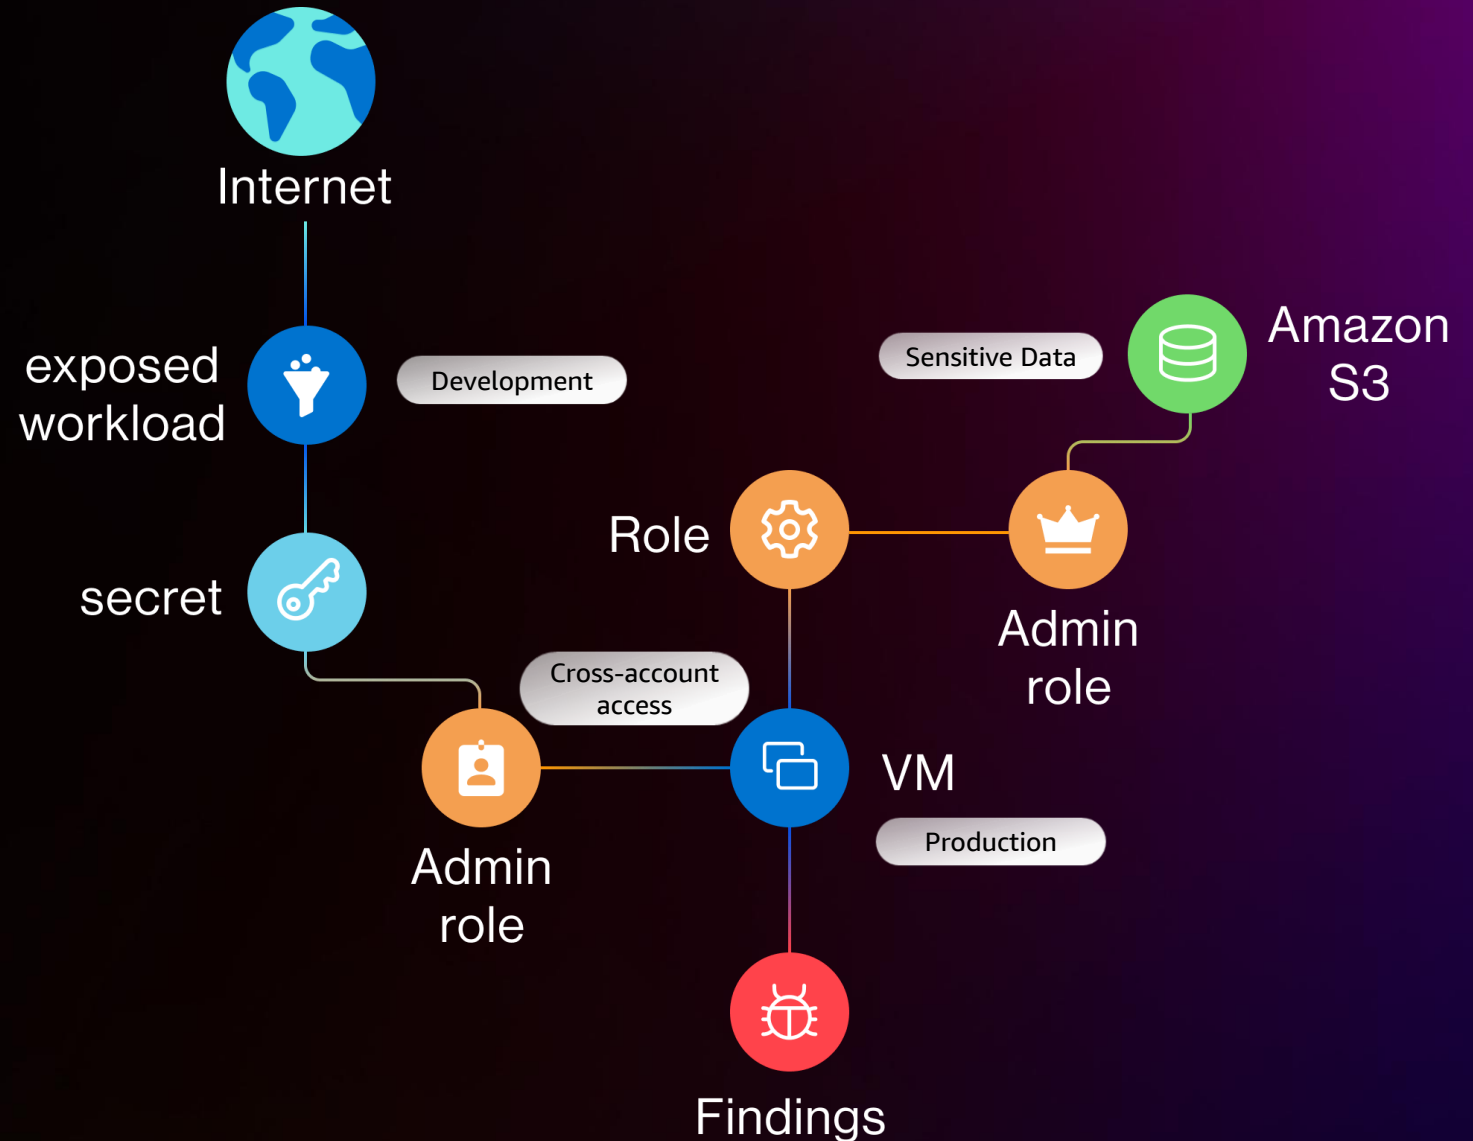 Internet
exposed
workload
Development
Sensitive Data
Amazon
S3
secret
Role
Admin
role
Cross-account
access
VM
Production
Admin
role
Findings